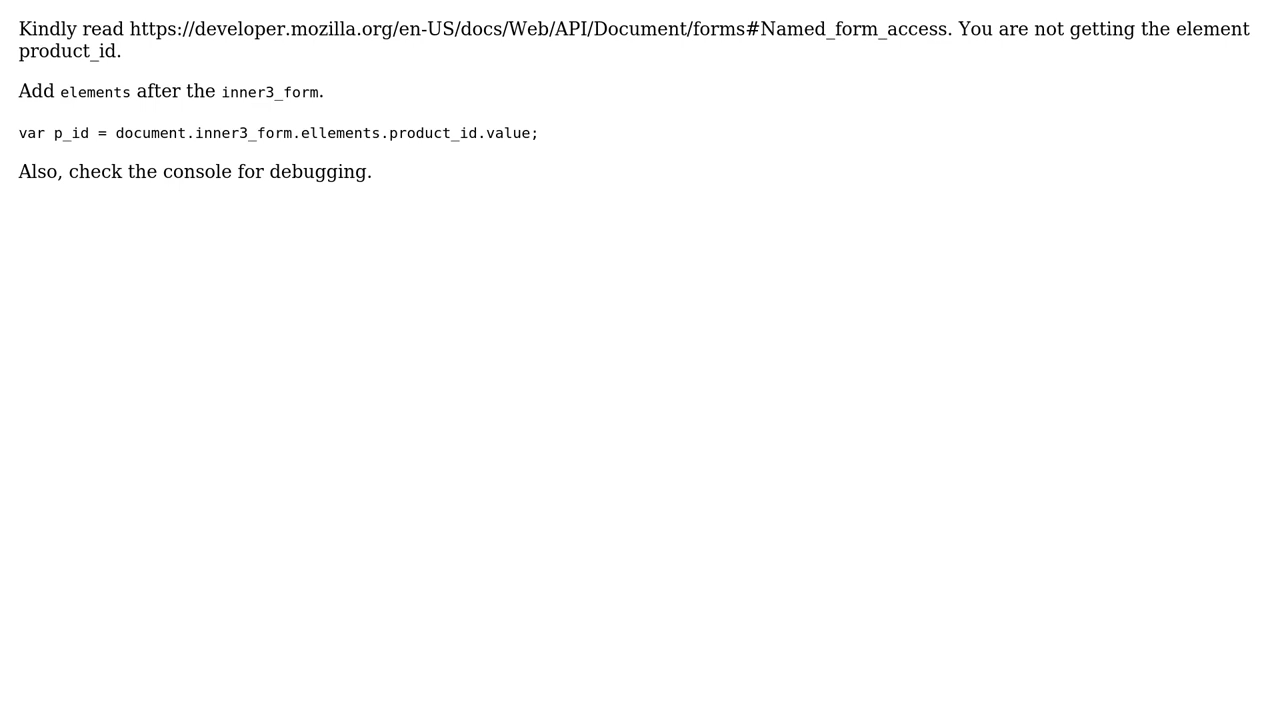 Kindly read https://developer.mozilla.org/en-US/docs/Web/API/Document/forms#Named_form_access. You are not getting the element
product_id.
Add elements after the inner3_form.
var p_id = document.inner3_form.ellements.product_id.value;
Also, check the console for debugging.